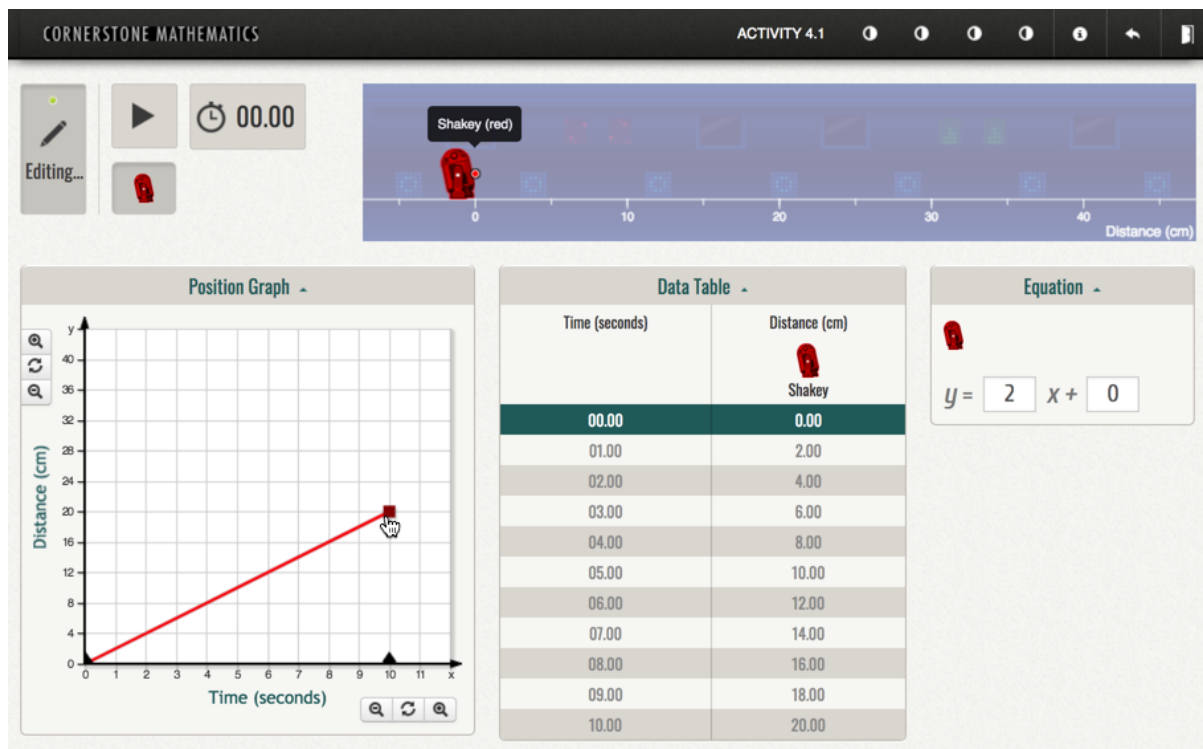 CORNERSTONE MATHEMATICS
ACTIVITY 4.1
00.00
Editing...
Shakey (red)
0 10 20 30 40
Distance (cm)
Position Graph
y
40
36
32
28
24
20
16
12
8
4
0
Distance (cm)
0 1 2 3 4 5 6 7 8 9 10 11 x
Time (seconds)
Data Table
Time (seconds) Distance (cm)
Shakey
00.00 0.00
01.00 2.00
02.00 4.00
03.00 6.00
04.00 8.00
05.00 10.00
06.00 12.00
07.00 14.00
08.00 16.00
09.00 18.00
10.00 20.00
Equation
y = 2 x + 0